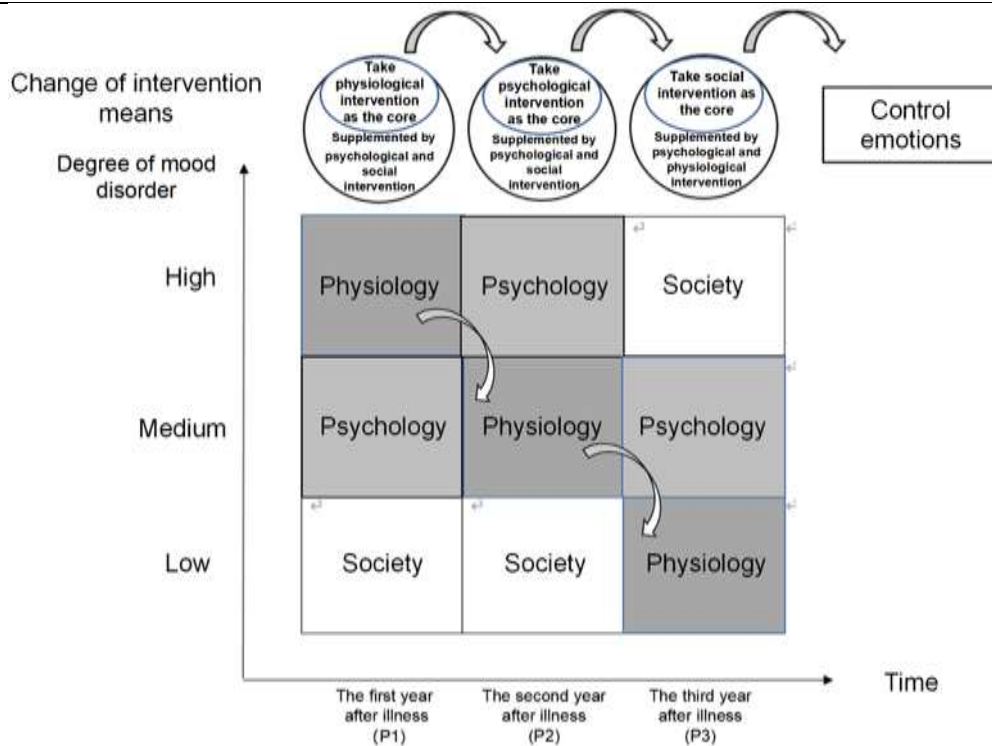 Change of intervention
means
Take
physiological
intervention
as the core
Supplemented by
psychological and
social
intervention
Take
psychological
intervention
as the core
Supplemented by
psychological and
social
intervention
Take social
intervention as
the core
Supplemented by
psychological and
physiological
intervention
Control
emotions
Degree of mood
disorder
High
Physiology
Psychology
Society
Medium
Psychology
Physiology
Psychology
Low
Society
Society
Physiology
Time
The first year
after illness
(P1)
The second year
after illness
(P2)
The third year
after illness
(P3)